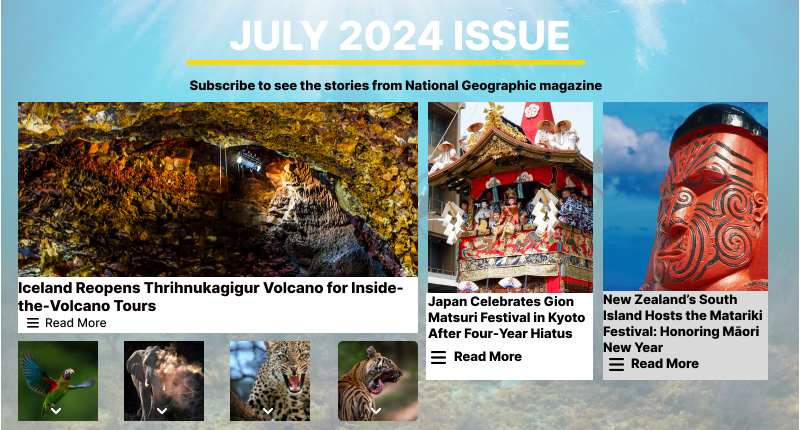 JULY 2024 ISSUE
Subscribe to see the stories from National Geographic magazine
Iceland Reopens Thrihnukagigur Volcano for Inside-
the-Volcano Tours
Read More
Japan Celebrates Gion
Matsuri Festival in Kyoto
After Four-Year Hiatus
Read More
New Zealand’s South
Island Hosts the Matariki
Festival: Honoring Māori
New Year
Read More